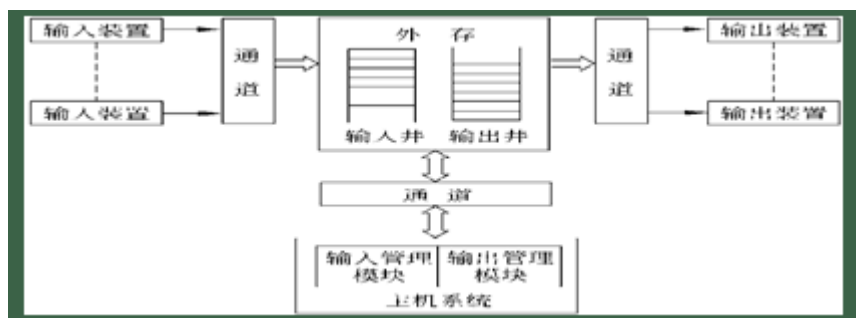 输入装置
输入装置
通道
外 存
输入井 输出井
通道
输出装置
输出装置
通 道
输入管理模块
输出管理模块
主机系统